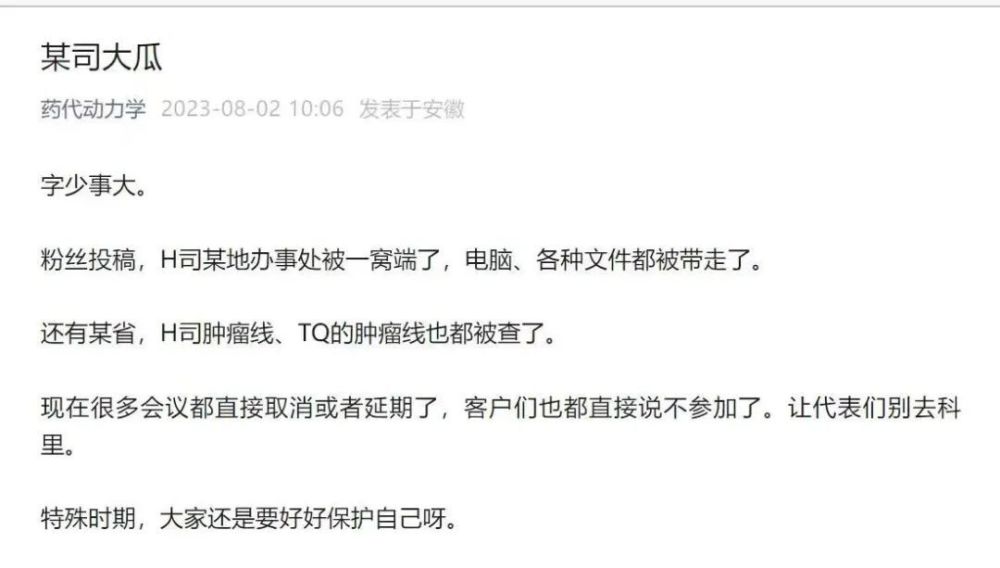 某司大瓜
药代动力学 2023-08-02 10:06 发表于安徽
字少事大。
粉丝投稿，H司某地办事处被一窝端了，电脑、各种文件都被带走了。
还有某省，H司肿瘤线、TQ的肿瘤线也都被查了。
现在很多会议都直接取消或者延期了，客户们也都直接说不参加了。让代表们别去科
里。
特殊时期，大家还是要好好保护自己呀。